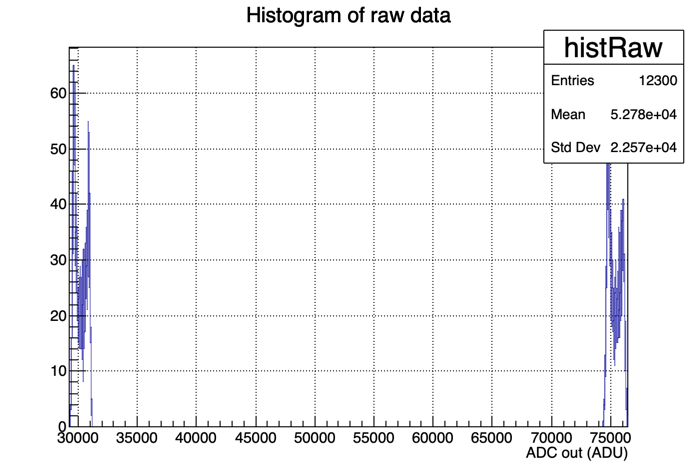 Histogram of raw data
histRaw
Entries 12300
Mean 5.278e+04
Std Dev 2.257e+04
60
50
40
30
20
10
0
30000 35000 40000 45000 50000 55000 60000 65000 70000 75000
ADC out (ADU)